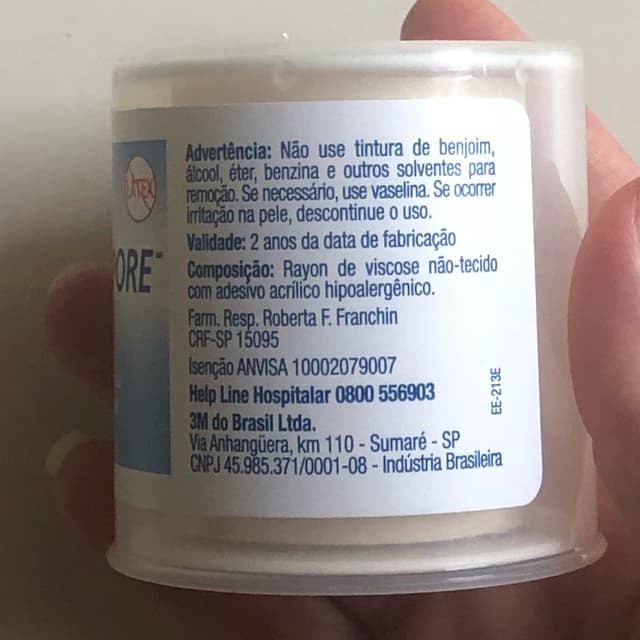 LATEX
PORE™
Advertência: Não use tintura de benjoim,
álcool, éter, benzina e outros solventes para
remoção. Se necessário, use vaselina. Se ocorrer
irritação na pele, descontinue o uso.
Validade: 2 anos da data de fabricação
Composição: Rayon de viscose não-tecido
com adesivo acrílico hipoalergênico.
Farm. Resp. Roberta F. Franchin
CRF-SP 15095
Isenção ANVISA 10002079007
Help Line Hospitalar 0800 556903
3M do Brasil Ltda.
Via Anhangüera, km 110 - Sumaré - SP
CNPJ 45.985.371/0001-08 - Indústria Brasileira
EE-213E